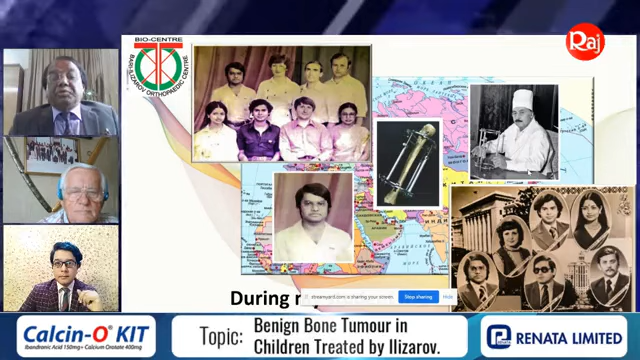 BIO-CENTRE
BARI-ILIZAROV ORTHOPAEDIC CENTRE
Raj
During
streamyard.com is sharing your screen.
Stop sharing
Hide
Calcin-O® KIT
Ibandronic Acid 150mg+ Calcium Orotate 400mg
Topic:
Benign Bone Tumour in
Children Treated by Ilizarov.
RENATA LIMITED